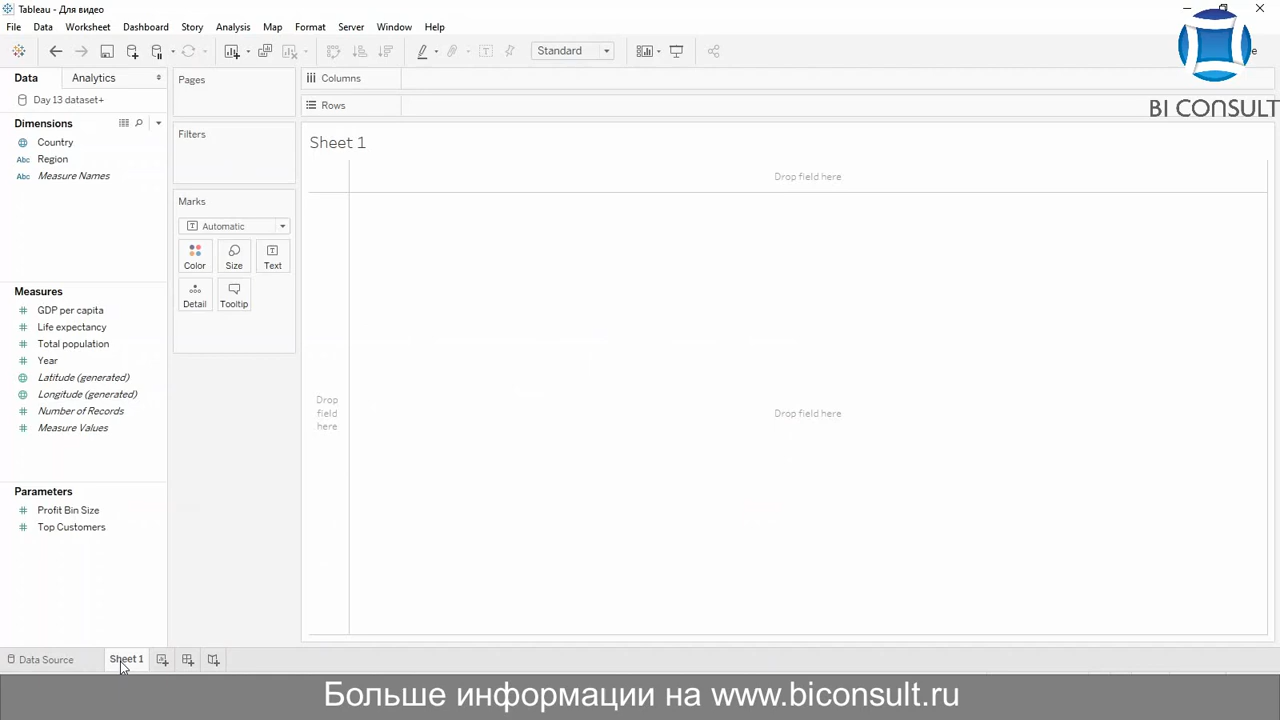 Tableau - Для видео
File Data Worksheet Dashboard Story Analysis Map Format Server Window Help
Standard
Data Analytics
Day 13 dataset+
Dimensions
Country
Abc Region
Abc Measure Names
Measures
GDP per capita
Life expectancy
Total population
Year
Latitude (generated)
Longitude (generated)
Number of Records
Measure Values
Parameters
Profit Bin Size
Top Customers
Pages
Filters
Marks
Automatic
Color Size Text
Detail Tooltip
Columns
Rows
Sheet 1
Drop field here
Drop
field
here
Drop field here
BI CONSULT
Data Source Sheet 1
Больше информации на www.biconsult.ru